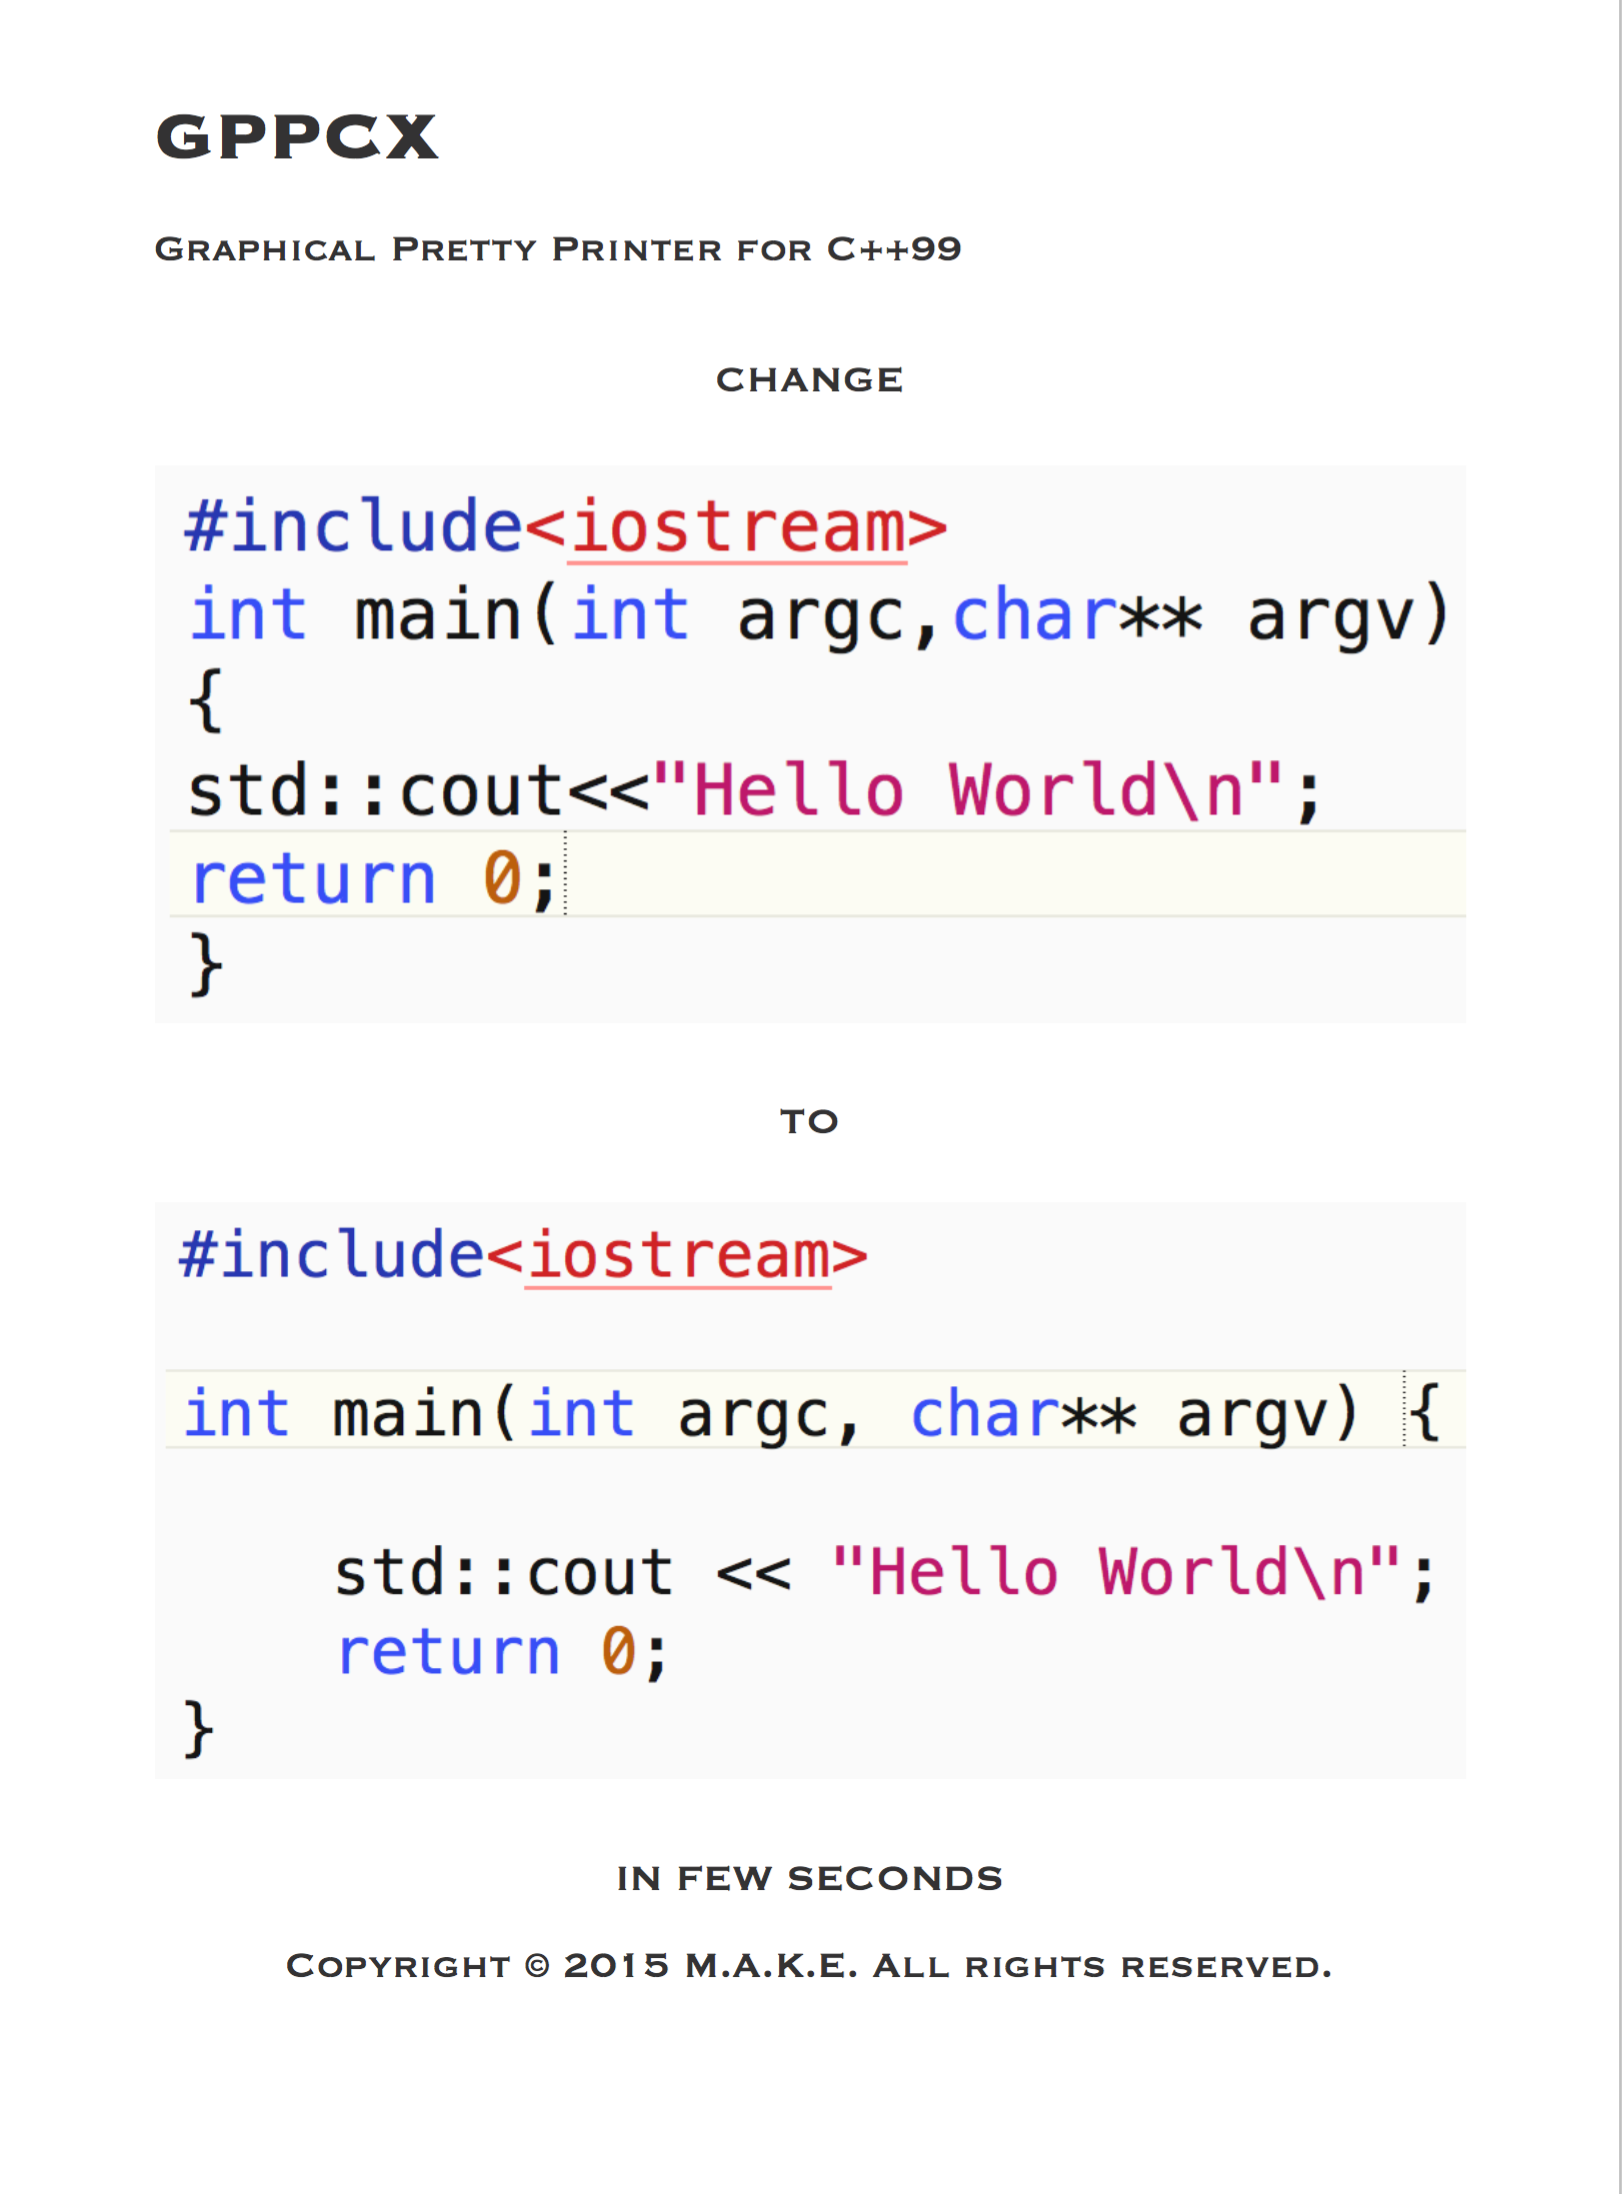 GPPCX
Graphical Pretty Printer for C++99
CHANGE
#include<iostream>
int main(int argc,char** argv)
{
std::cout<<"Hello World\n";
return 0;
}
TO
#include<iostream>
int main(int argc, char** argv) {
std::cout << "Hello World\n";
return 0;
}
IN FEW SECONDS
Copyright © 2015 M.A.K.E. All rights reserved.